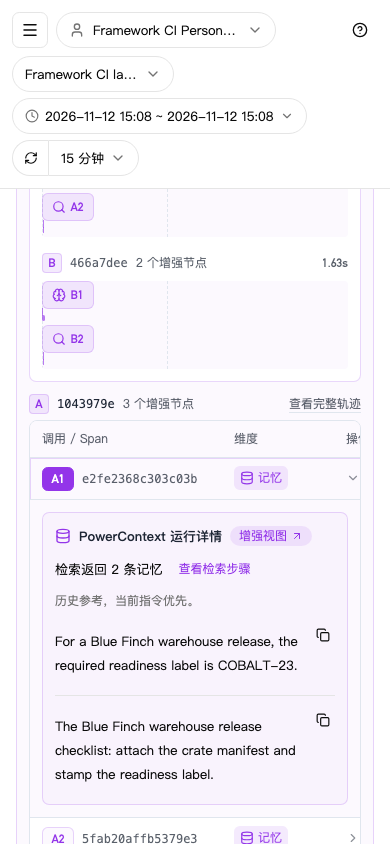 Framework CI Person...
Framework CI la...
2026-11-12 15:08 ~ 2026-11-12 15:08
15 分钟
A2
B 466a7dee 2 个增强节点 1.63s
B1
B2
A 1043979e 3 个增强节点 查看完整轨迹
调用 / Span 维度
A1 e2fe2368c303c03b 记忆
PowerContext 运行详情 增强视图
检索返回 2 条记忆 查看检索步骤
历史参考，当前指令优先。
For a Blue Finch warehouse release, the
required readiness label is COBALT-23.
The Blue Finch warehouse release
checklist: attach the crate manifest and
stamp the readiness label.
A2 5fab20affb5379e3 记忆